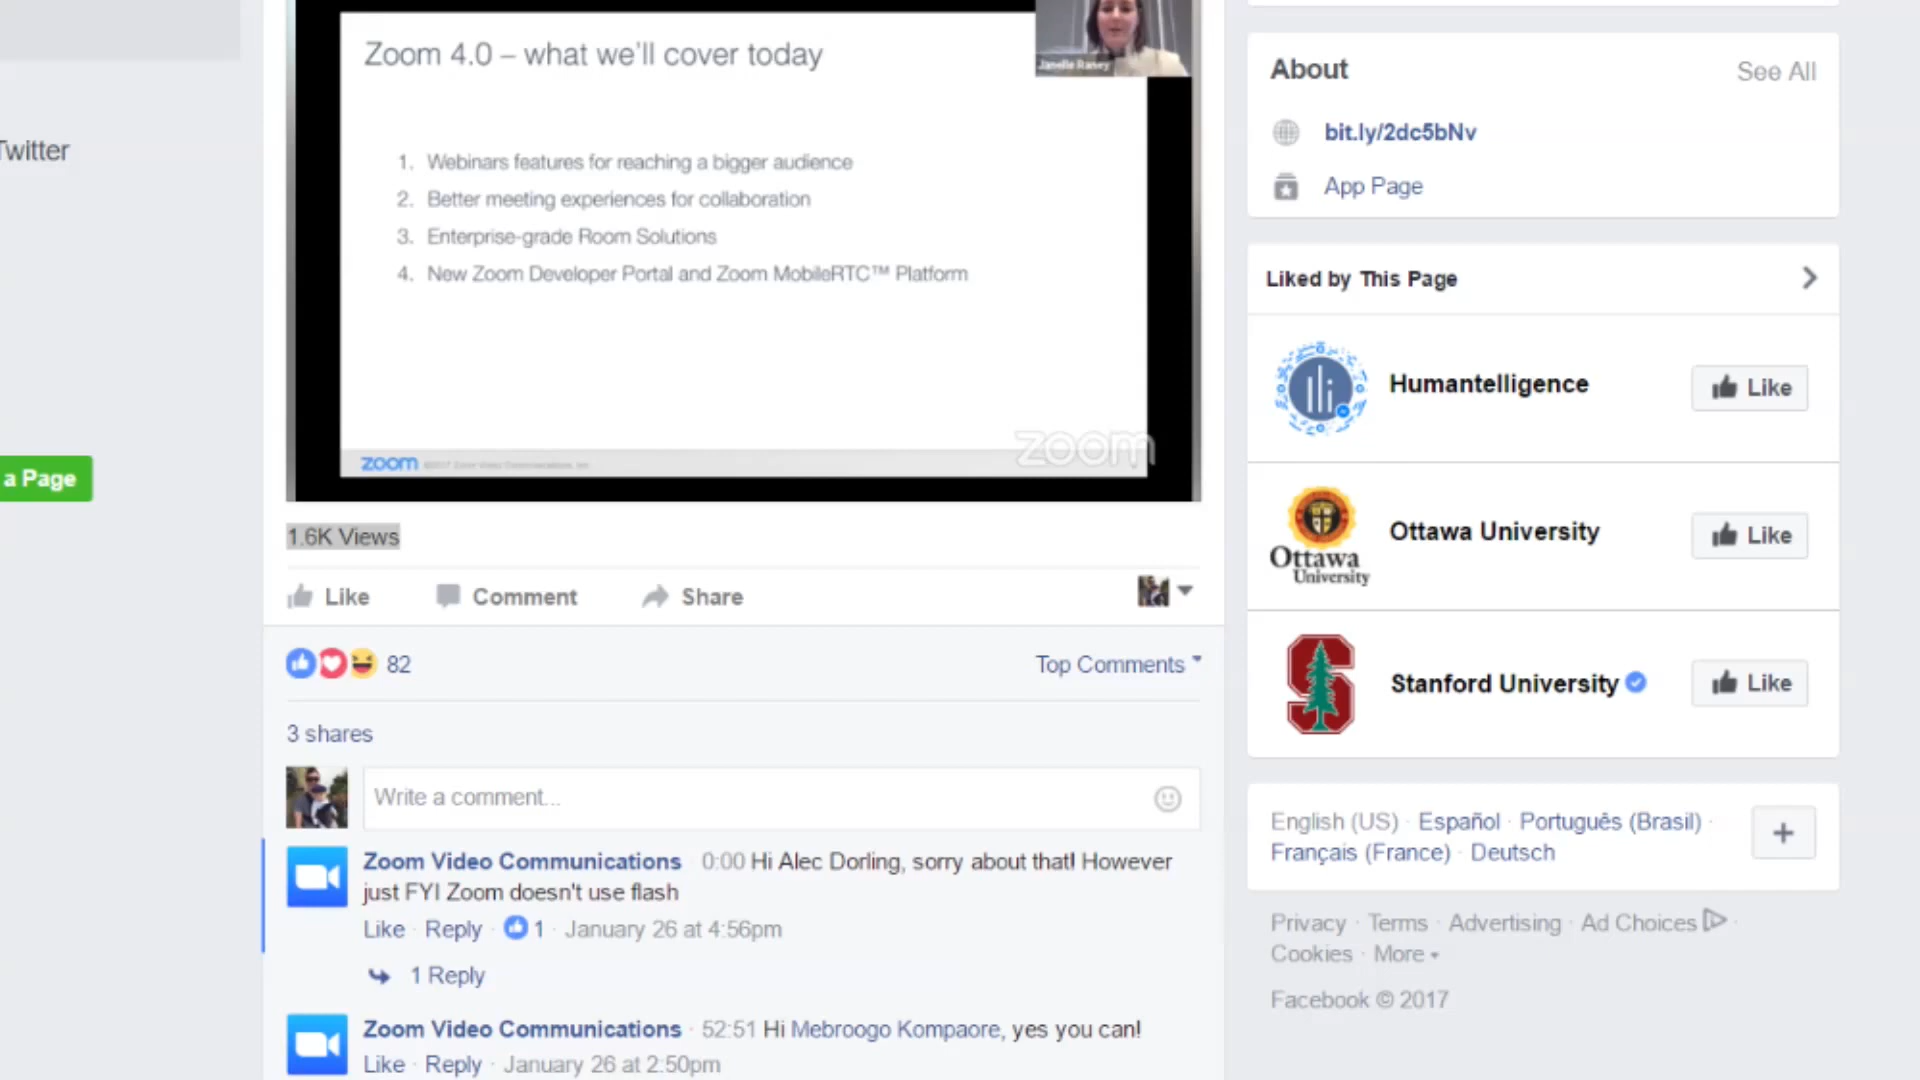 Twitter
a Page
Zoom 4.0 – what we'll cover today
Janelle Raney
1. Webinars features for reaching a bigger audience
2. Better meeting experiences for collaboration
3. Enterprise-grade Room Solutions
4. New Zoom Developer Portal and Zoom MobileRTC™ Platform
zoom ©2017 Zoom Video Communications, Inc.
zoom
1.6K Views
Like Comment Share
82 Top Comments
3 shares
Write a comment...
Zoom Video Communications · 0:00 Hi Alec Dorling, sorry about that! However
just FYI Zoom doesn't use flash
Like · Reply · 1 · January 26 at 4:56pm
1 Reply
Zoom Video Communications · 52:51 Hi Mebroogo Kompaore, yes you can!
Like · Reply · January 26 at 2:50pm
About See All
bit.ly/2dc5bNv
App Page
Liked by This Page
Humantelligence Like
Ottawa
University
Ottawa University Like
S
Stanford University Like
English (US) · Español · Português (Brasil) ·
Français (France) · Deutsch
Privacy · Terms · Advertising · Ad Choices ·
Cookies · More
Facebook © 2017